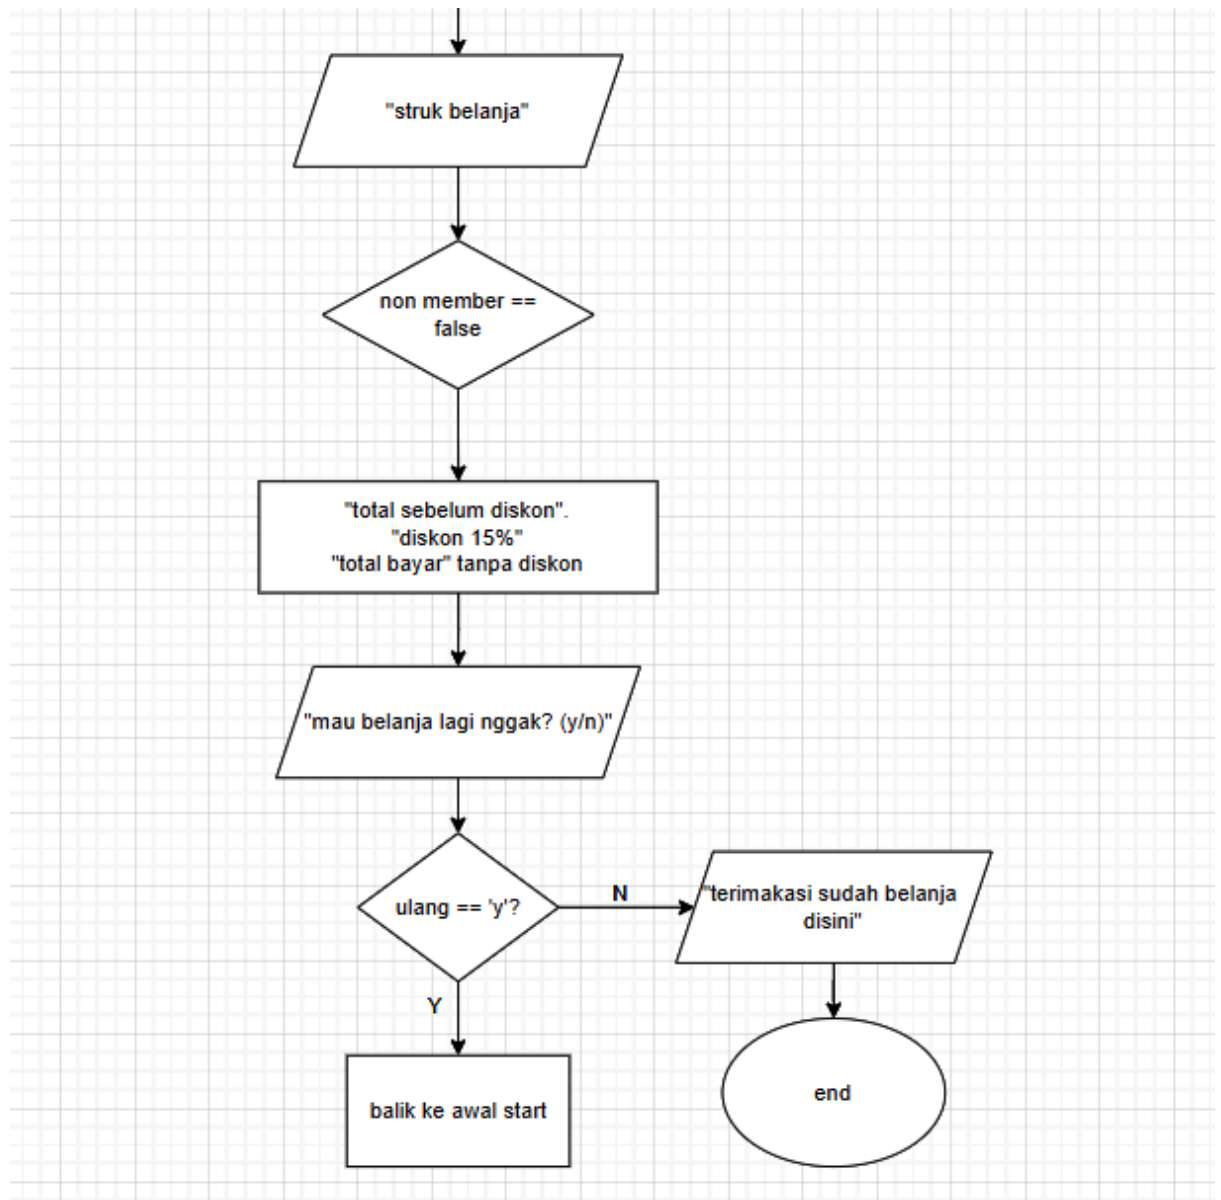 "struk belanja"
non member ==
false
"total sebelum diskon".
"diskon 15%"
"total bayar" tanpa diskon
"mau belanja lagi nggak? (y/n)"
ulang == 'y'?
N
"terimakasi sudah belanja
disini"
Y
balik ke awal start
end